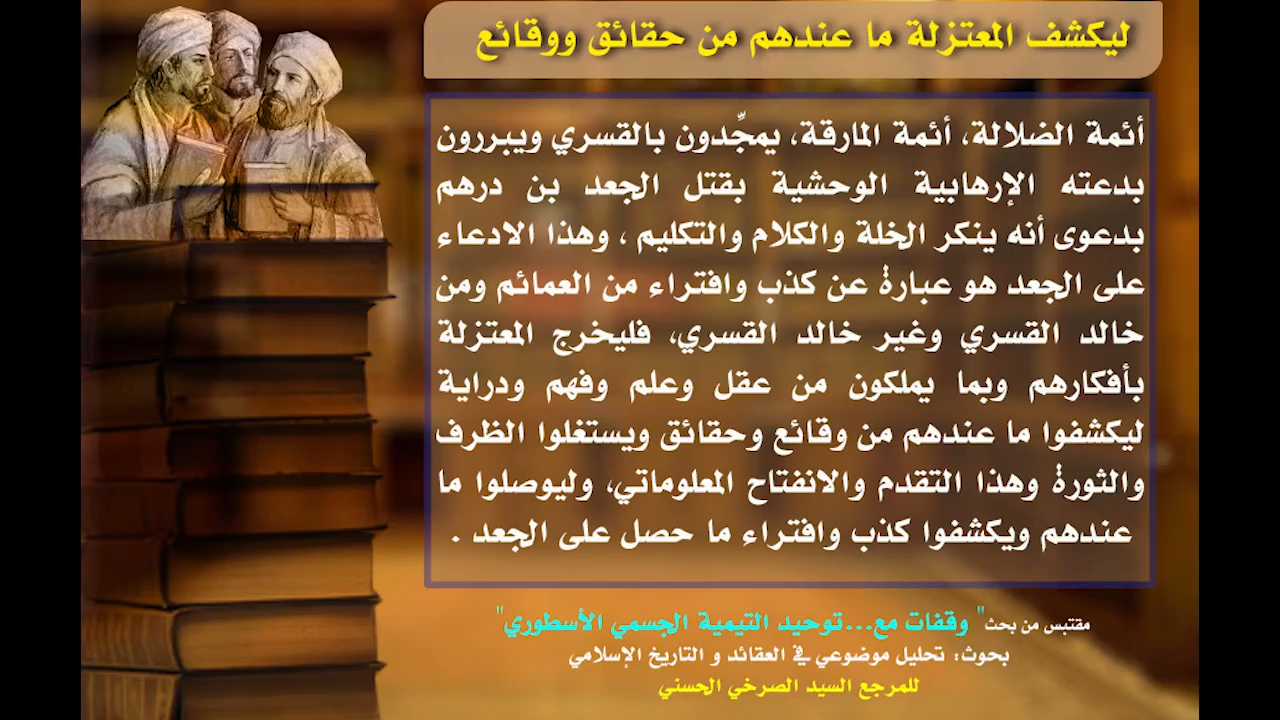 ليكشف المعتزلة ما عندهم من حقائق ووقائع
أئمة الضلالة، أئمة المارقة، يمجِّدون بالقسري ويبررون
بدعته الإرهابية الوحشية بقتل الجعد بن درهم
بدعوى أنه ينكر الخلة والكلام والتكليم ، وهذا الادعاء
على الجعد هو عبارة عن كذب وافتراء من العمائم ومن
خالد القسري وغير خالد القسري، فليخرج المعتزلة
بأفكارهم وبما يملكون من عقل وعلم وفهم ودراية
ليكشفوا ما عندهم من وقائع وحقائق ويستغلوا الظرف
والثورة وهذا التقدم والانفتاح المعلوماتي، وليوصلوا ما
عندهم ويكشفوا كذب وافتراء ما حصل على الجعد .
مقتبس من بحث" وقفات مع...توحيد التيمية الجسمي الأسطوري"
بحوث: تحليل موضوعي في العقائد و التاريخ الإسلامي
للمرجع السيد الصرخي الحسني